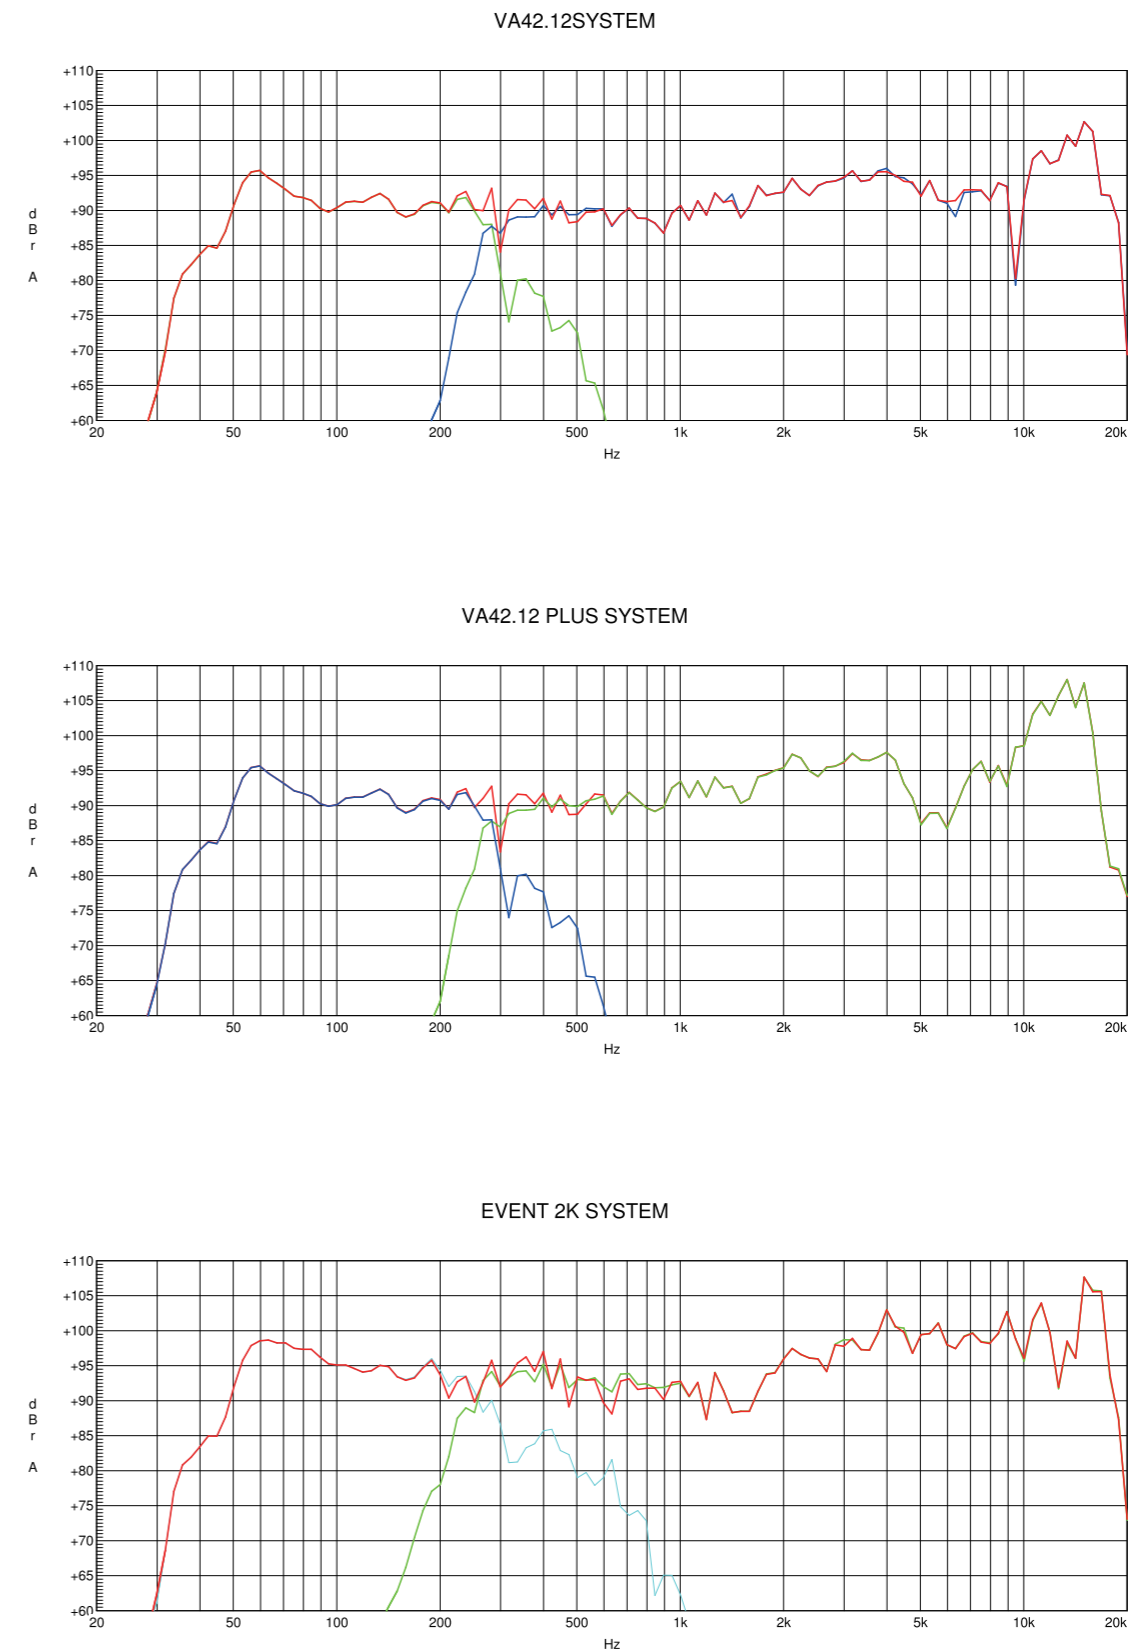 VA42.12SYSTEM
+110
+105
+100
+95
+90
+85
+80
+75
+70
+65
+60
d
B
r
A
20 50 100 200 500 1k 2k 5k 10k 20k
Hz
VA42.12 PLUS SYSTEM
+110
+105
+100
+95
+90
+85
+80
+75
+70
+65
+60
d
B
r
A
20 50 100 200 500 1k 2k 5k 10k 20k
Hz
EVENT 2K SYSTEM
+110
+105
+100
+95
+90
+85
+80
+75
+70
+65
+60
d
B
r
A
20 50 100 200 500 1k 2k 5k 10k 20k
Hz